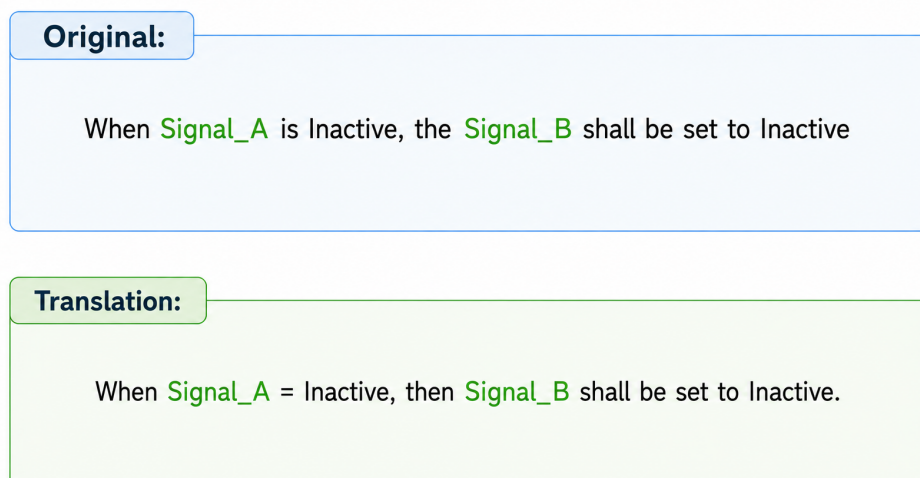 Original:
When Signal_A is Inactive, the Signal_B shall be set to Inactive
Translation:
When Signal_A = Inactive, then Signal_B shall be set to Inactive.